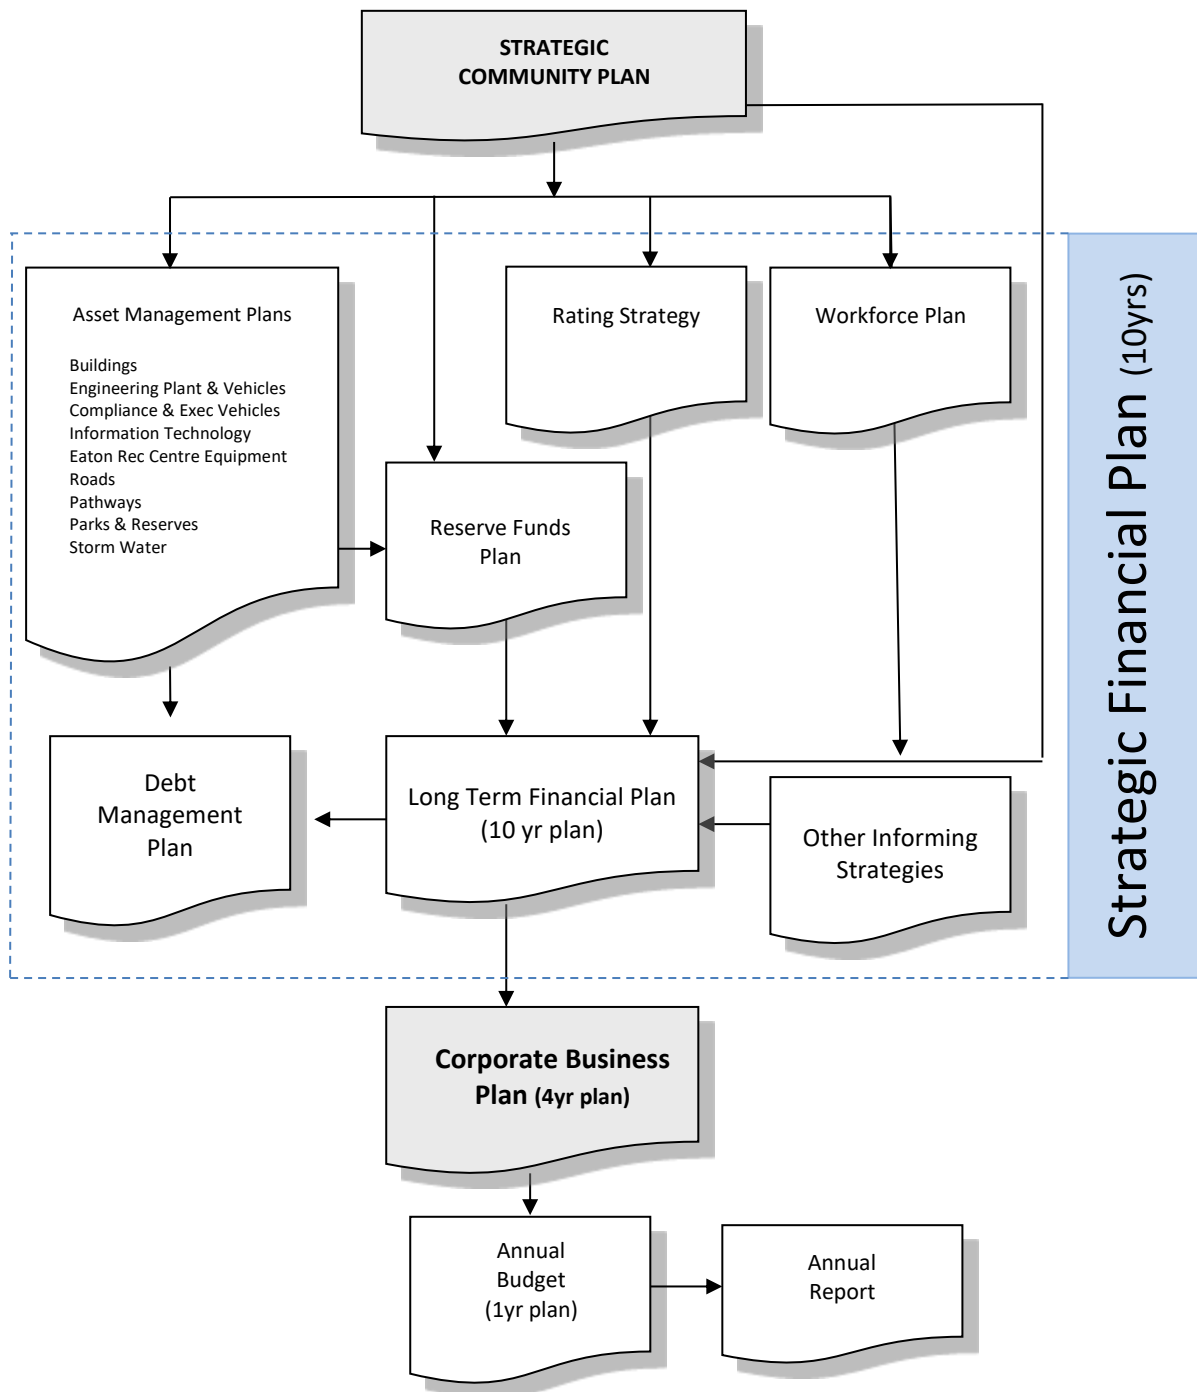 STRATEGIC
COMMUNITY PLAN
Asset Management Plans
Buildings
Engineering Plant & Vehicles
Compliance & Exec Vehicles
Information Technology
Eaton Rec Centre Equipment
Roads
Pathways
Parks & Reserves
Storm Water
Rating Strategy
Workforce Plan
Reserve Funds
Plan
Strategic Financial Plan (10yrs)
Debt
Management
Plan
Long Term Financial Plan
(10 yr plan)
Other Informing
Strategies
Corporate Business
Plan (4yr plan)
Annual
Budget
(1yr plan)
Annual
Report